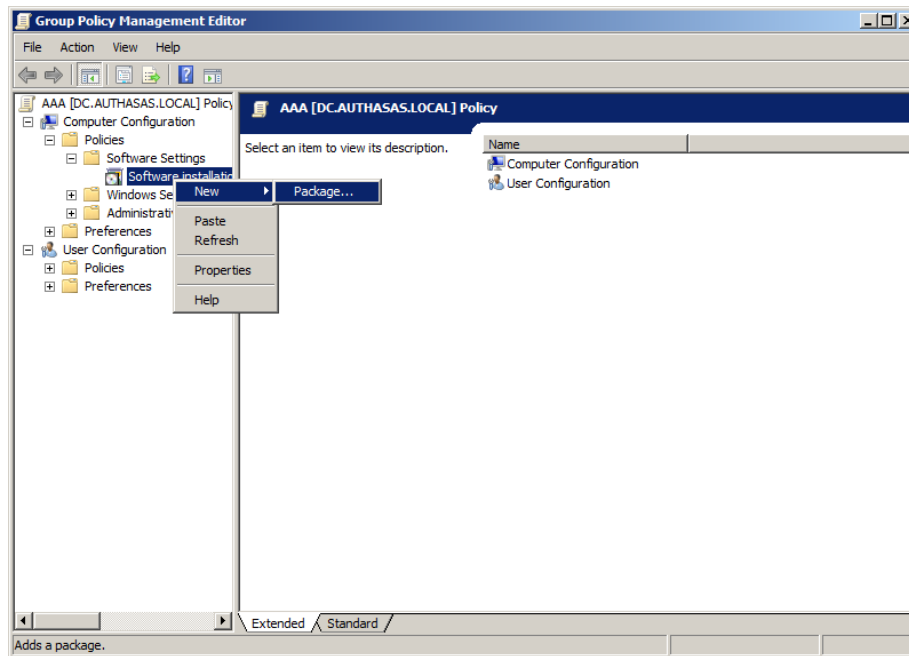 Group Policy Management Editor
File Action View Help
AAA [DC.AUTHASAS.LOCAL] Policy
Computer Configuration
Policies
Software Settings
Software installatio
Windows Se
Administrati
Preferences
User Configuration
Policies
Preferences
New
Paste
Refresh
Properties
Help
Package...
AAA [DC.AUTHASAS.LOCAL] Policy
Select an item to view its description.
Name
Computer Configuration
User Configuration
Extended Standard
Adds a package.